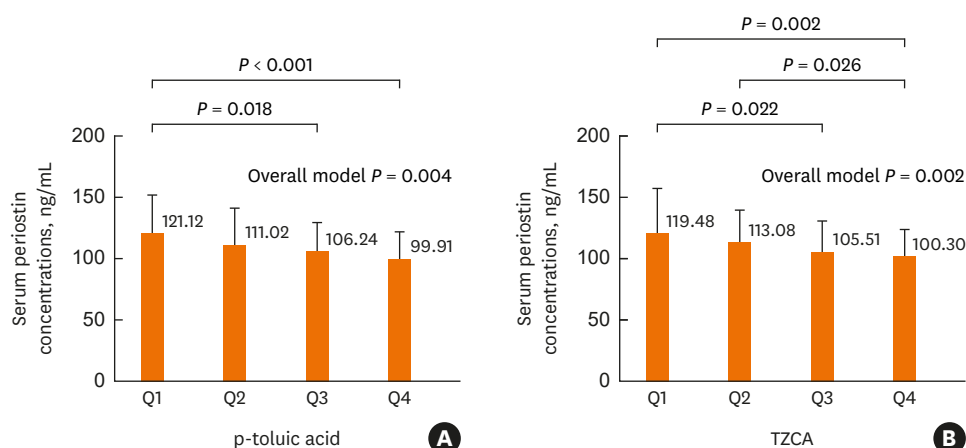 P < 0.001
P = 0.018
Overall model P = 0.004
Serum periostin
concentrations, ng/mL
200
150
100
50
0
121.12
111.02
106.24
99.91
Q1
Q2
Q3
Q4
p-toluic acid
A
P = 0.002
P = 0.026
P = 0.022
Overall model P = 0.002
Serum periostin
concentrations, ng/mL
200
150
100
50
0
119.48
113.08
105.51
100.30
Q1
Q2
Q3
Q4
TZCA
B